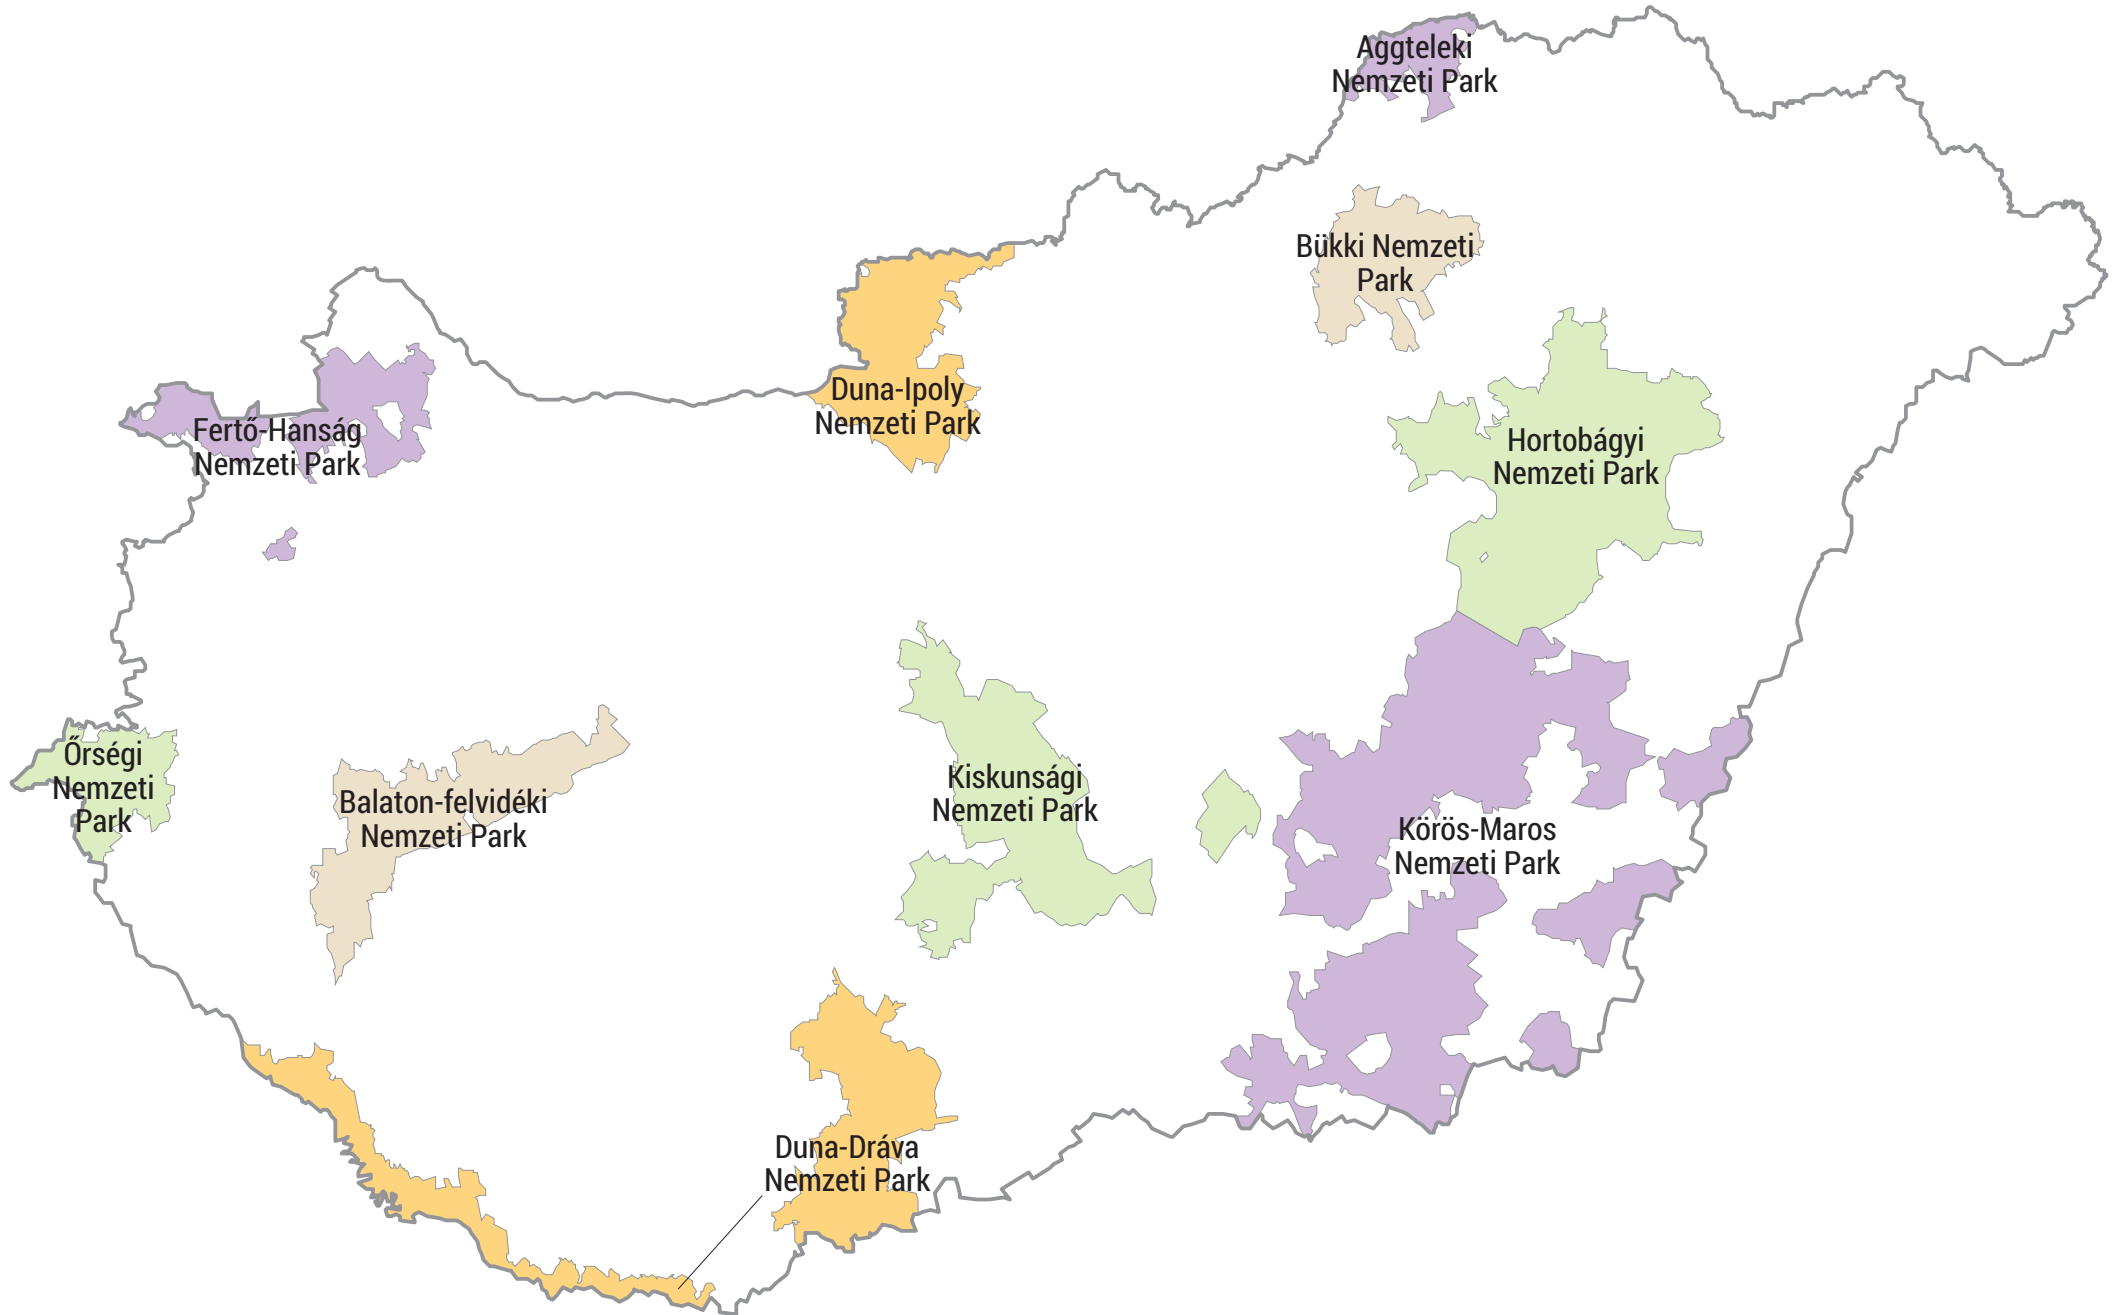 Aggteleki
Nemzeti Park
Bükki Nemzeti
Park
Duna-Ipoly
Nemzeti Park
Fertő-Hanság
Nemzeti Park
Hortobágyi
Nemzeti Park
Őrségi
Nemzeti
Park
Balaton-felvidéki
Nemzeti Park
Kiskunsági
Nemzeti Park
Körös-Maros
Nemzeti Park
Duna-Dráva
Nemzeti Park